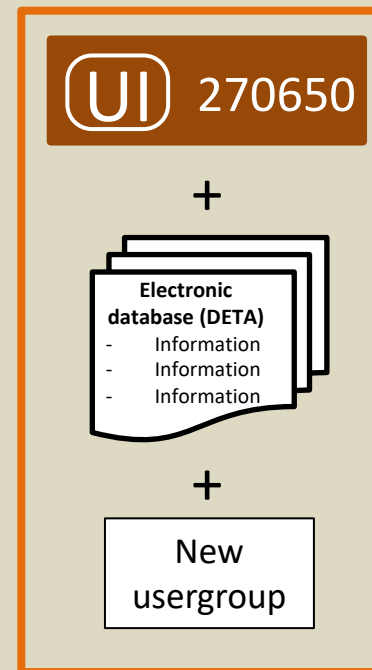 UI 270650
+
Electronic
database (DETA)
- Information
- Information
- Information
+
New
usergroup